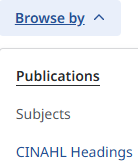 Browse by
Publications
Subjects
CINAHL Headings